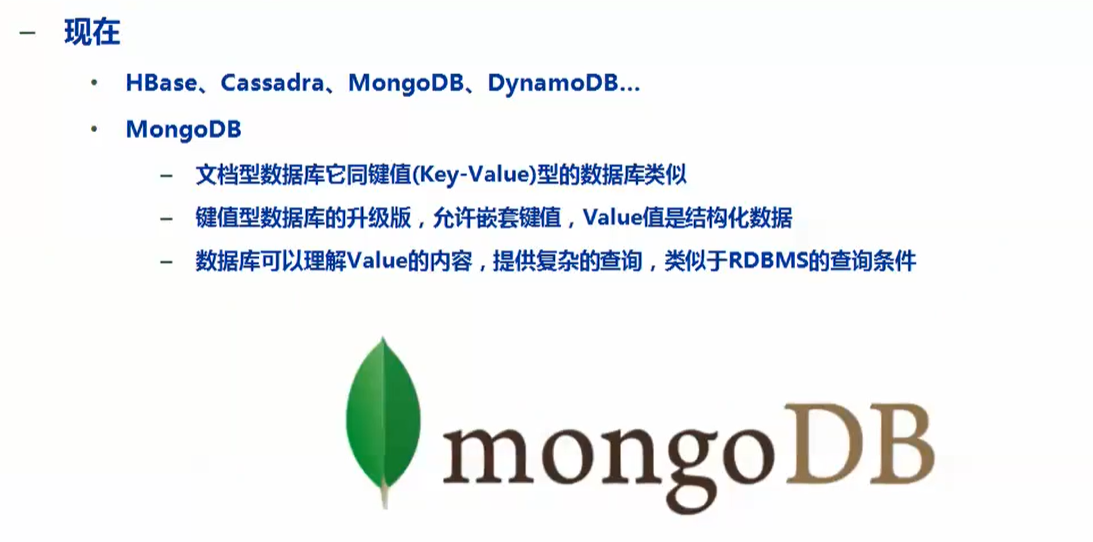 – 现在
• HBase、Cassadra、MongoDB、DynamoDB...
• MongoDB
– 文档型数据库它同键值(Key-Value)型的数据库类似
– 键值型数据库的升级版，允许嵌套键值，Value值是结构化数据
– 数据库可以理解Value的内容，提供复杂的查询，类似于RDBMS的查询条件
mongoDB